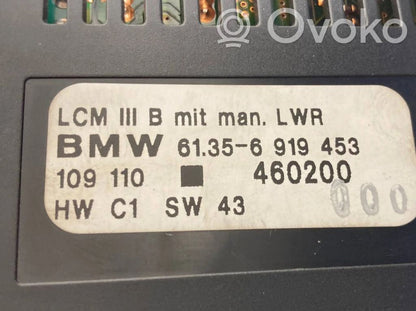 Ovoko
LCM III B mit man. LWR
BMW 61.35-6 919 453
109 110 ■ 460200
HW C1 SW 43 000